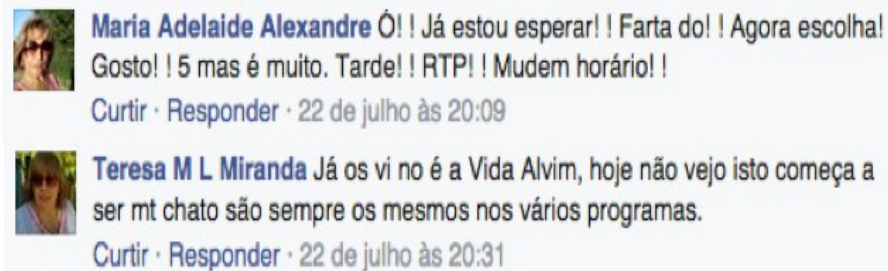 Maria Adelaide Alexandre Ó! ! Já estou esperar! ! Farta do! ! Agora escolha!
Gosto! ! 5 mas é muito. Tarde! ! RTP! ! Mudem horário! !
Curtir · Responder · 22 de julho às 20:09
Teresa M L Miranda Já os vi no é a Vida Alvim, hoje não vejo isto começa a
ser mt chato são sempre os mesmos nos vários programas.
Curtir · Responder · 22 de julho às 20:31